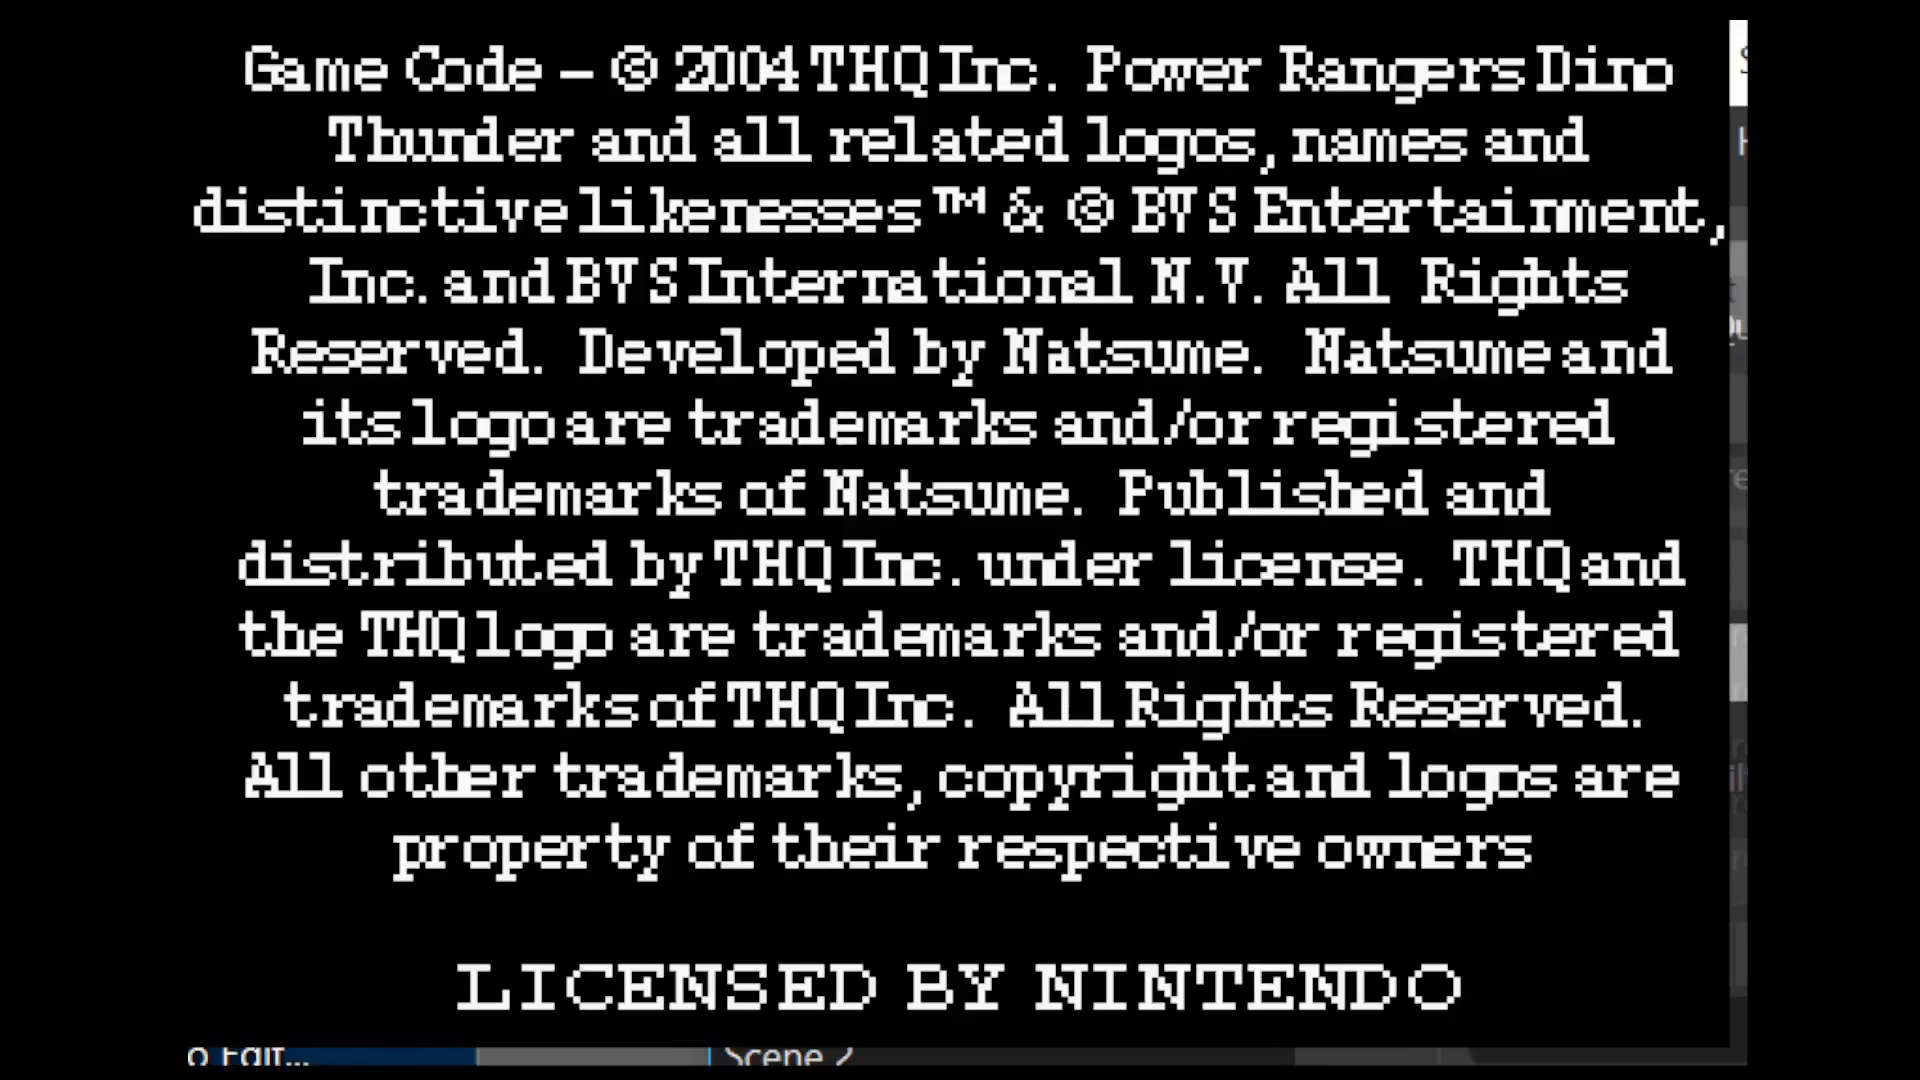 Game Code – © 2004 THQ Inc. Power Rangers Dino
Thunder and all related logos, names and
distinctive likenesses ™ & © BVS Entertainment,
Inc. and BVS International N.V. All Rights
Reserved. Developed by Natsume. Natsume and
its logo are trademarks and/or registered
trademarks of Natsume. Published and
distributed by THQ Inc. under license. THQ and
the THQ logo are trademarks and/or registered
trademarks of THQ Inc. All Rights Reserved.
All other trademarks, copyright and logos are
property of their respective owners
LICENSED BY NINTENDO
o Edit...
Scene 2